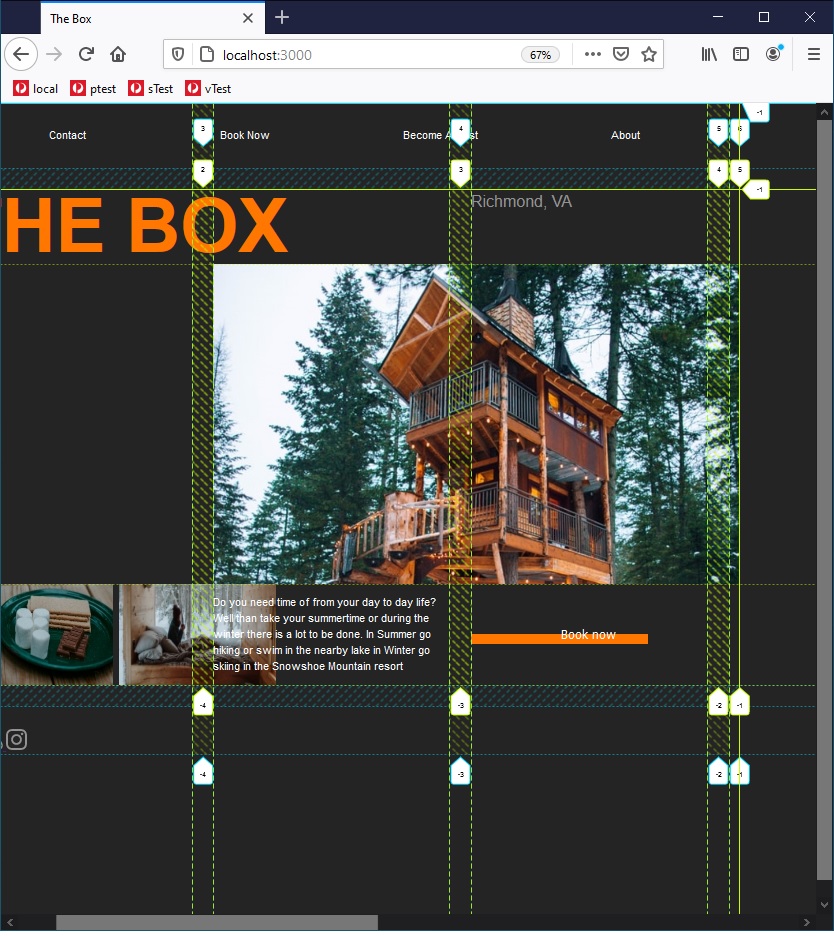 The Box
localhost:3000
67%
local ptest sTest vTest
-1
Contact Book Now About
3 4 5 6
2 3 4 5
-1
HE BOX
Richmond, VA
Do you need time of from your day to day life?
Well than take your summertime or during the
winter there is a lot to be done. In Summer go
hiking or swim in the nearby lake in Winter go
skiing in the Snowshoe Mountain resort
Book now
-4 -3 -2 -1
-4 -3 -2 -1